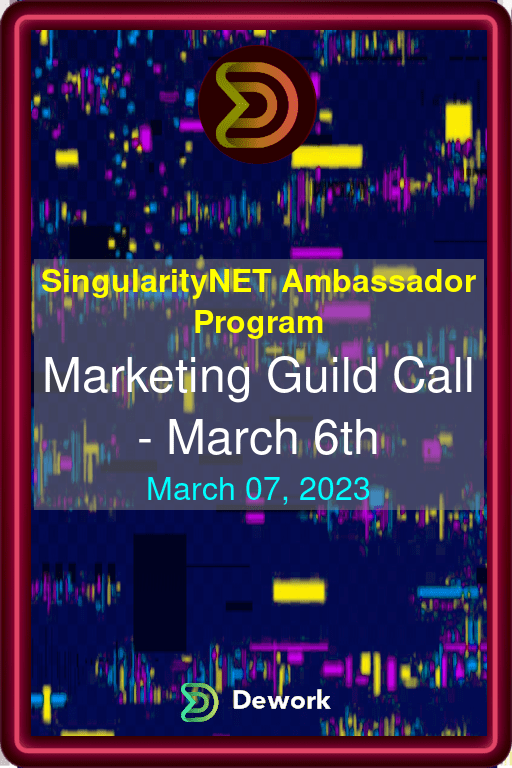 SingularityNET Ambassador
Program
Marketing Guild Call
- March 6th
March 07, 2023
Dework